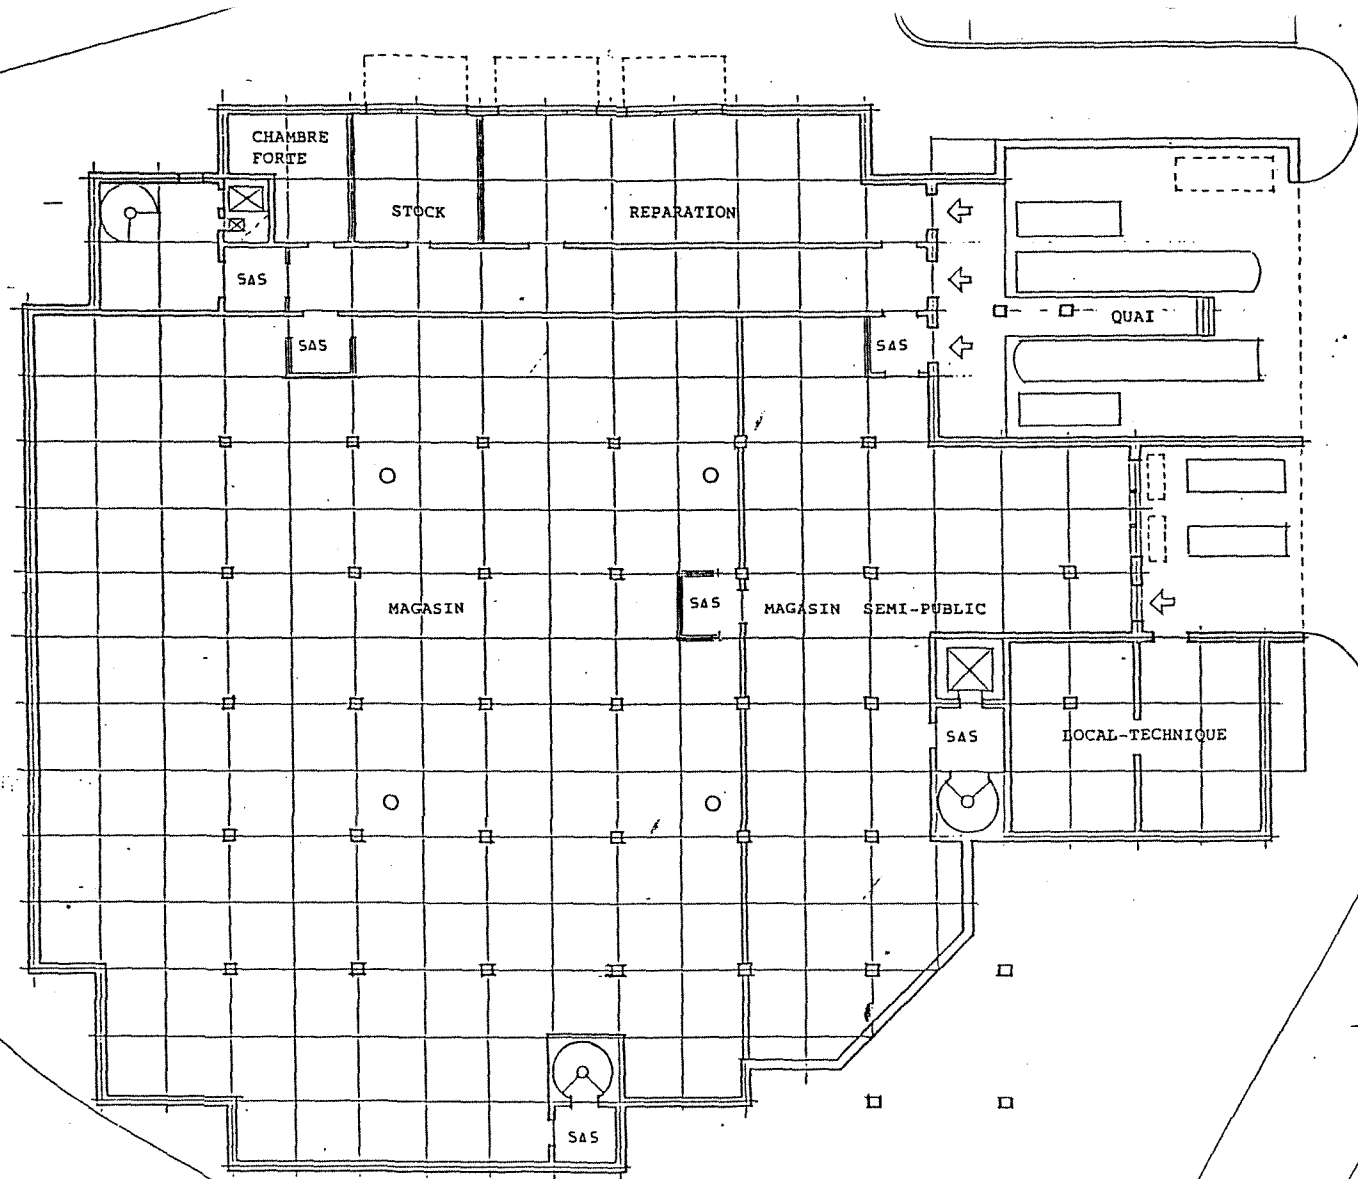 CHAMBRE
FORTE
STOCK
REPARATION
SAS
SAS
SAS
QUAI
MAGASIN
SAS
MAGASIN SEMI-PUBLIC
SAS
LOCAL-TECHNIQUE
SAS